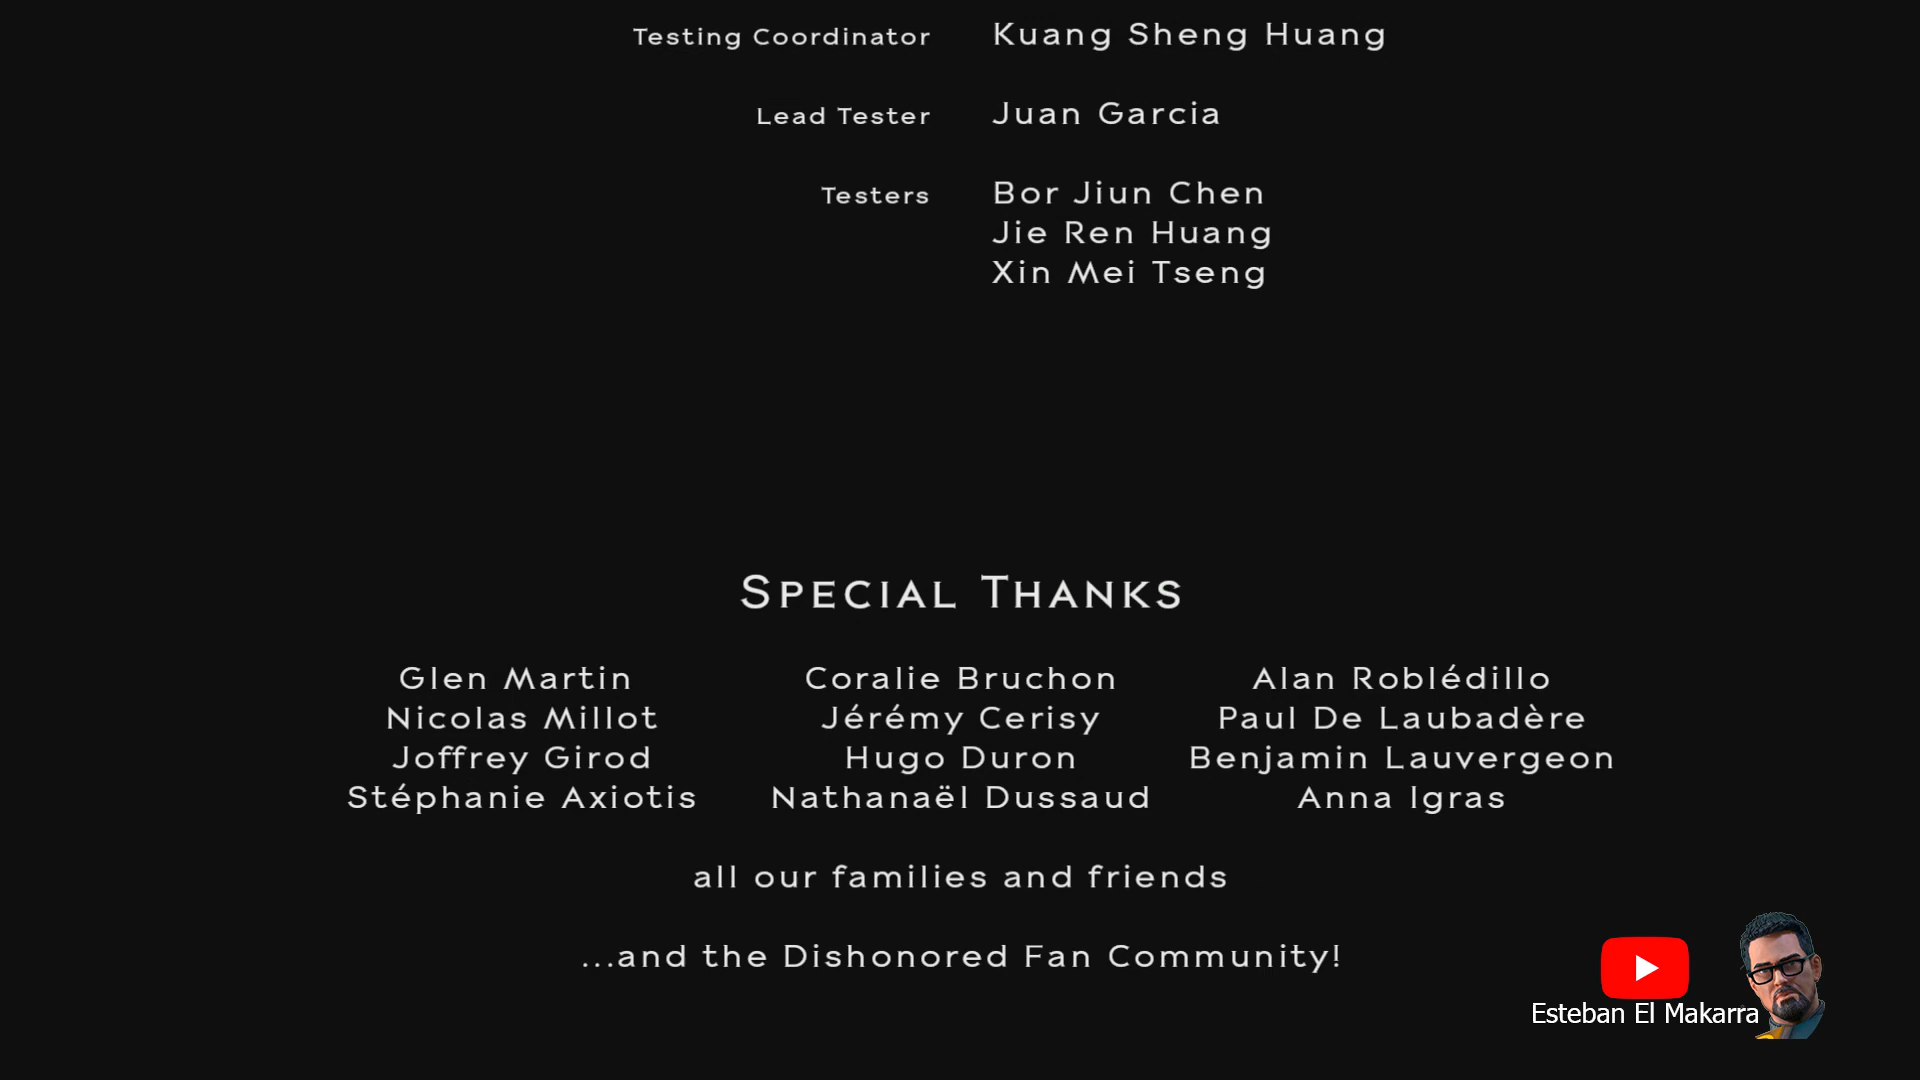 Testing Coordinator Kuang Sheng Huang
Lead Tester Juan Garcia
Testers Bor Jiun Chen
Jie Ren Huang
Xin Mei Tseng
SPECIAL THANKS
Glen Martin Coralie Bruchon Alan Roblédillo
Nicolas Millot Jérémy Cerisy Paul De Laubadère
Joffrey Girod Hugo Duron Benjamin Lauvergeon
Stéphanie Axiotis Nathanaël Dussaud Anna Igras
all our families and friends
...and the Dishonored Fan Community!
Esteban El Makarra